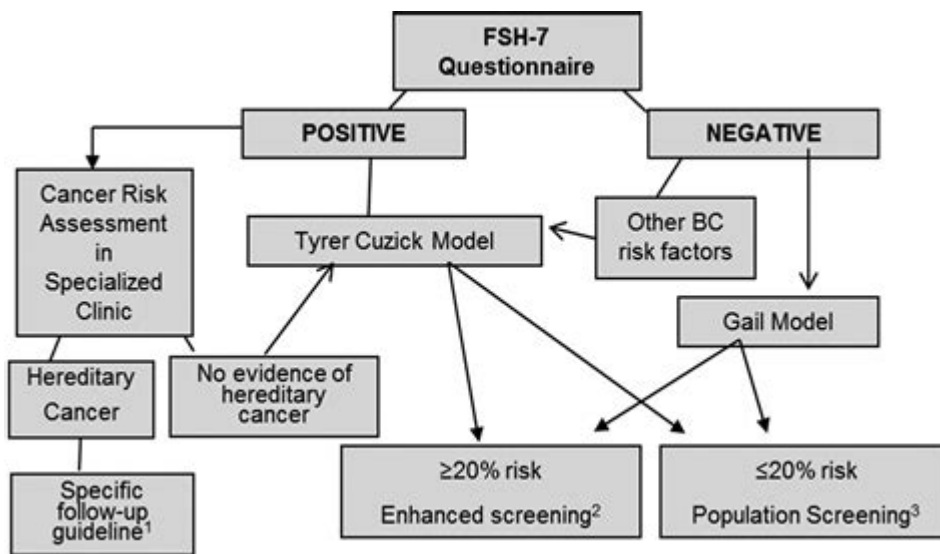 FSH-7
Questionnaire
POSITIVE
NEGATIVE
Cancer Risk
Assessment
in
Specialized
Clinic
Tyrer Cuzick Model
Other BC
risk factors
Gail Model
Hereditary
Cancer
No evidence of
hereditary
cancer
Specific
follow-up
guideline¹
≥20% risk
Enhanced screening²
≤20% risk
Population Screening³